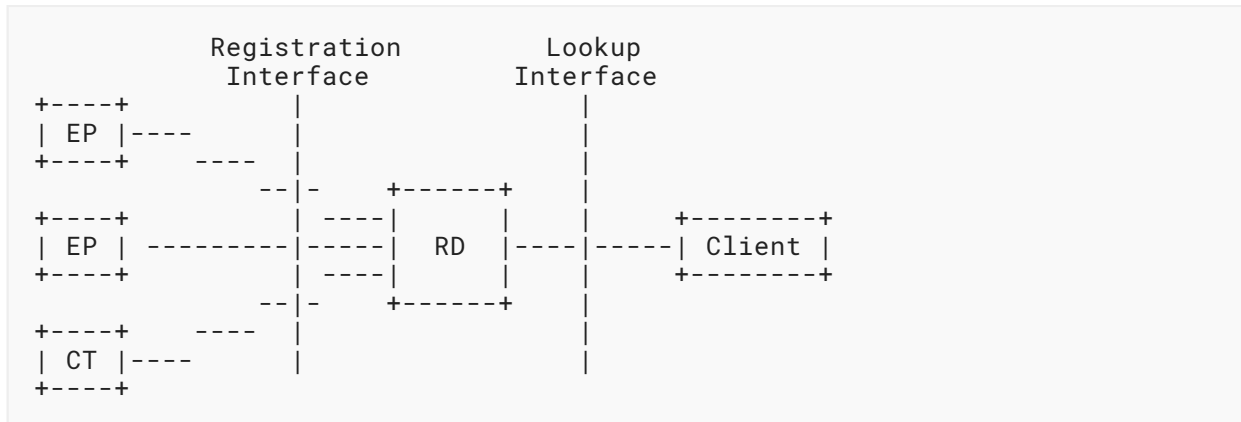 Registration Lookup
Interface Interface
EP
EP RD Client
CT